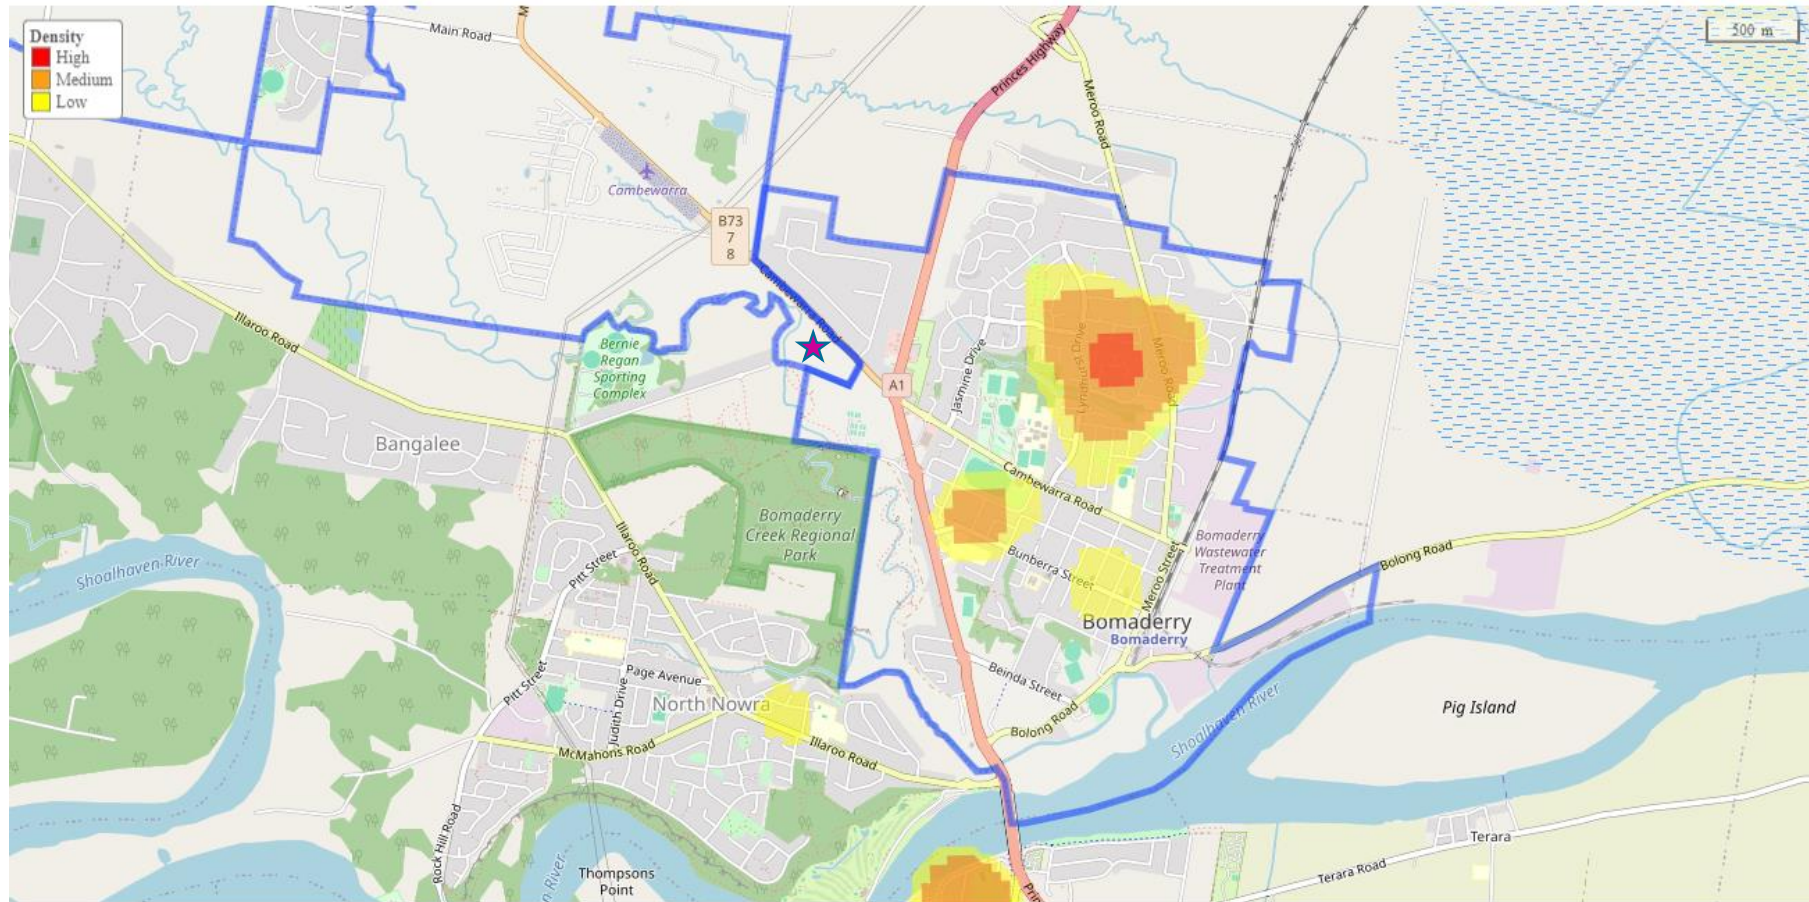 Main Road
M
Density
High
Medium
Low
500 m
Princes Highway
Meroo Road
Cambewarra
B73
7
8
Cambewarra Road
Illaroo Road
Bernie
Regan
Sporting
Complex
A1
Jasmine Drive
Lyndhurst Drive
Meroo Road
Bangalee
Cambewarra Road
Bomaderry
Creek Regional
Park
Illaroo Road
Pitt Street
Shoalhaven River
Bunberra Street
Meroo Street
Bomaderry
Wastewater
Treatment
Plant
Bolong Road
Bomaderry
Bomaderry
Beinda Street
Page Avenue
Pitt Street
Judith Drive
North Nowra
McMahons Road
Illaroo Road
Bolong Road
Shoalhaven River
Pig Island
Rock Hill Road
Thompsons
Point
n River
Terara
Terara Road
Prin